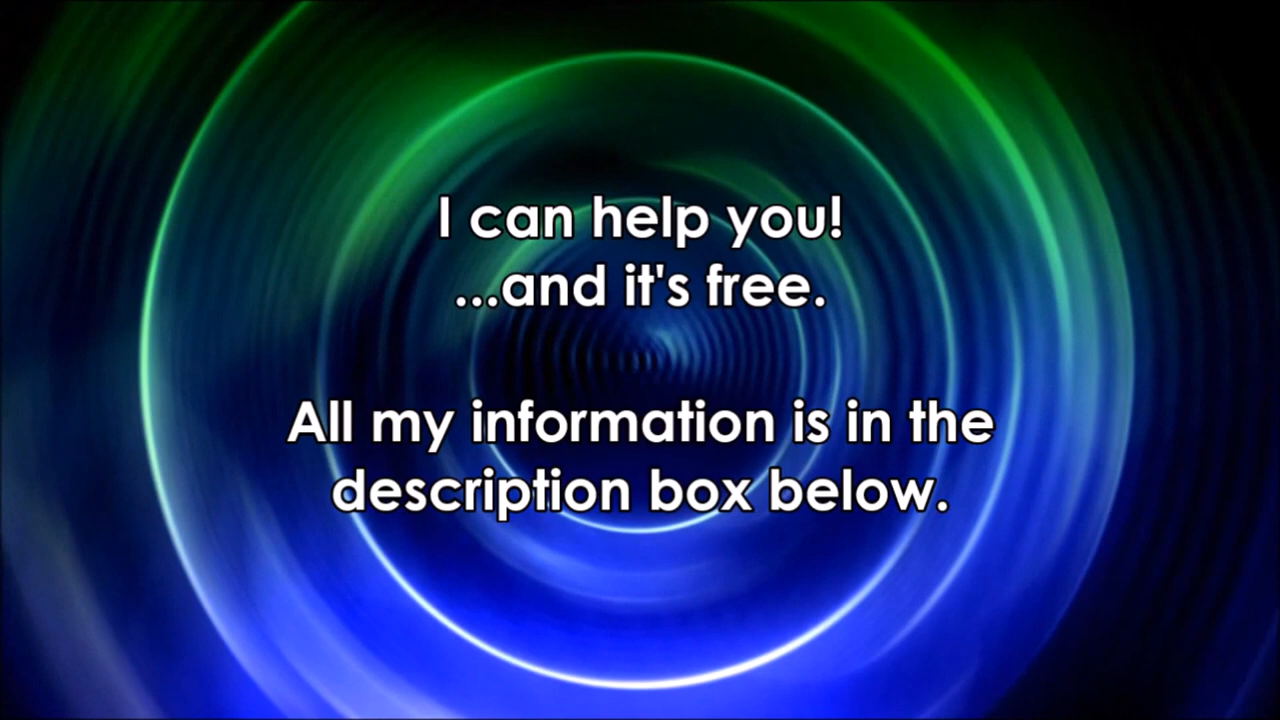 I can help you!
...and it's free.
All my information is in the
description box below.